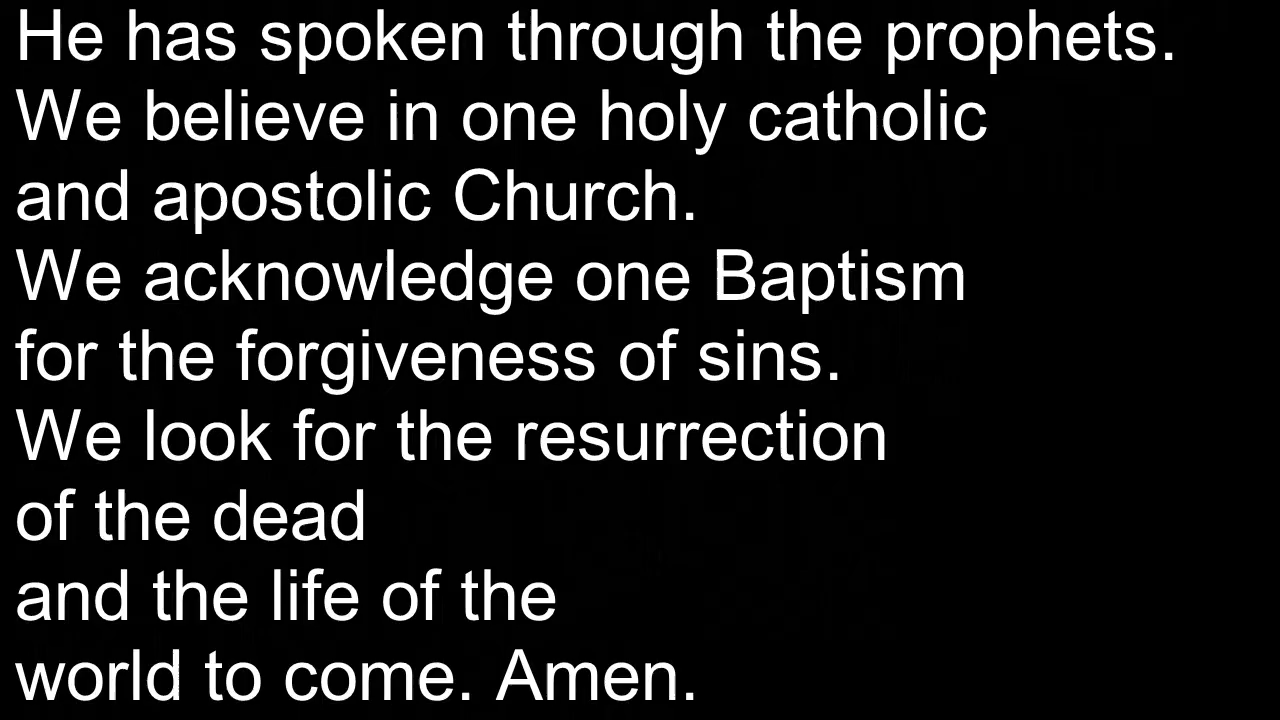 He has spoken through the prophets.
We believe in one holy catholic
and apostolic Church.
We acknowledge one Baptism
for the forgiveness of sins.
We look for the resurrection
of the dead
and the life of the
world to come. Amen.